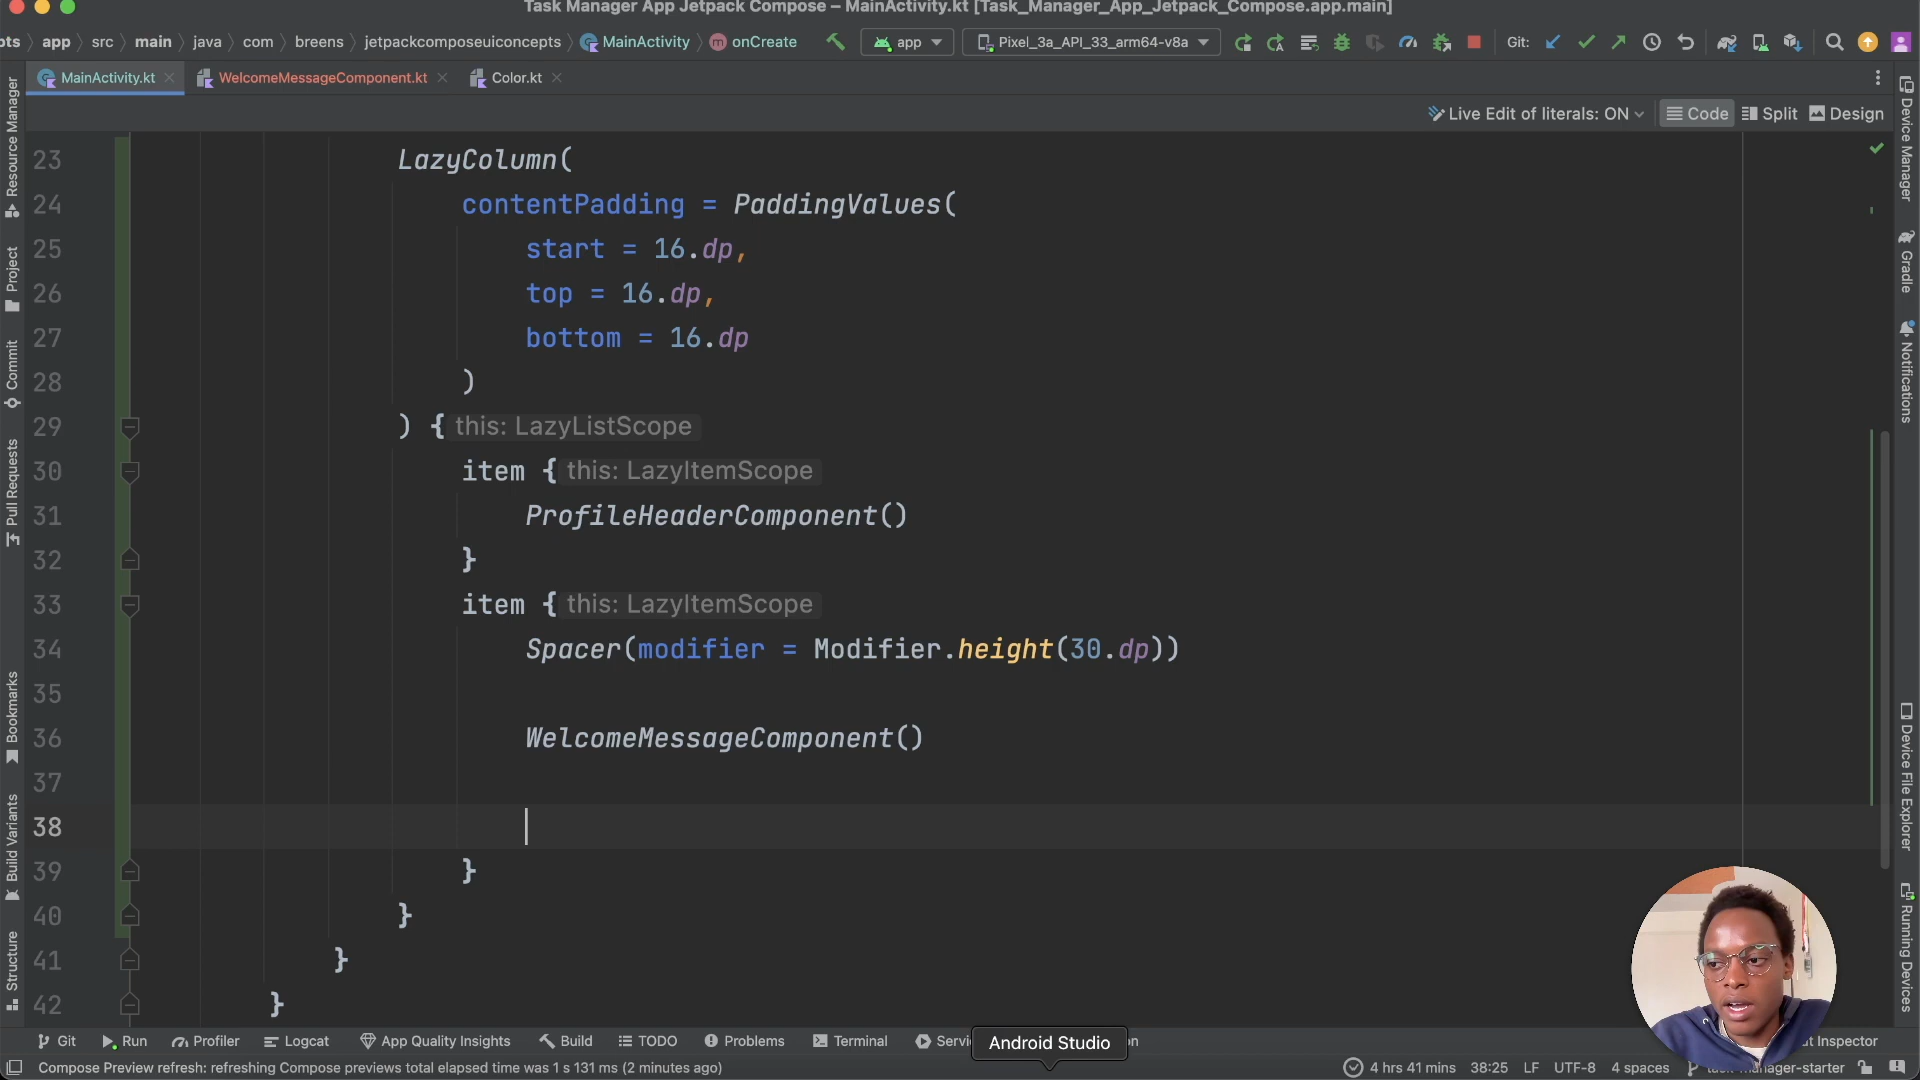 Task Manager App Jetpack Compose – MainActivity.kt [Task_Manager_App_Jetpack_Compose.app.main]
pts app src main java com breens jetpackcomposeuiconcepts MainActivity onCreate app Pixel_3a_API_33_arm64-v8a Git:
MainActivity.kt WelcomeMessageComponent.kt Color.kt
Live Edit of literals: ON Code Split Design
23 LazyColumn(
24 contentPadding = PaddingValues(
25 start = 16.dp,
26 top = 16.dp,
27 bottom = 16.dp
28 )
29 ) { this: LazyListScope
30 item { this: LazyItemScope
31 ProfileHeaderComponent()
32 }
33 item { this: LazyItemScope
34 Spacer(modifier = Modifier.height(30.dp))
35
36 WelcomeMessageComponent()
37
38
39 }
40 }
41 }
42 }
Resource Manager
Project
Commit
Pull Requests
Bookmarks
Build Variants
Structure
Device Manager
Gradle
Notifications
Device File Explorer
Running Devices
Git Run Profiler Logcat App Quality Insights Build TODO Problems Terminal Servi
Android Studio
Inspector
Compose Preview refresh: refreshing Compose previews total elapsed time was 1 s 131 ms (2 minutes ago) 4 hrs 41 mins 38:25 LF UTF-8 4 spaces